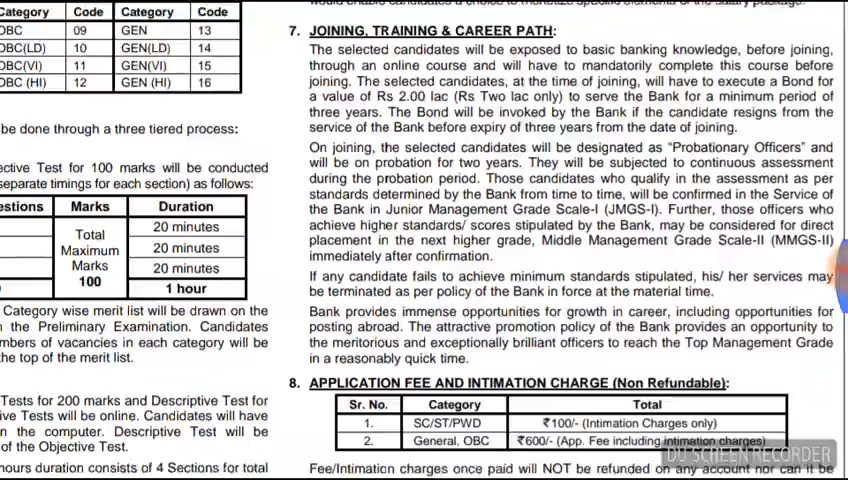 Category Code Category Code
OBC 09 GEN 13
OBC(LD) 10 GEN(LD) 14
OBC(VI) 11 GEN(VI) 15
OBC (HI) 12 GEN (HI) 16
be done through a three tiered process:
ective Test for 100 marks will be conducted
separate timings for each section) as follows:
estions Marks Duration
Total Maximum Marks 100
20 minutes
20 minutes
20 minutes
1 hour
Category wise merit list will be drawn on the
the Preliminary Examination. Candidates
mbers of vacancies in each category will be
the top of the merit list.
Tests for 200 marks and Descriptive Test for
ive Tests will be online. Candidates will have
n the computer. Descriptive Test will be
of the Objective Test.
hours duration consists of 4 Sections for total
would enable candidates a choice to monetize specific elements of the salary package.
7. JOINING, TRAINING & CAREER PATH:
The selected candidates will be exposed to basic banking knowledge, before joining,
through an online course and will have to mandatorily complete this course before
joining. The selected candidates, at the time of joining, will have to execute a Bond for
a value of Rs 2.00 lac (Rs Two lac only) to serve the Bank for a minimum period of
three years. The Bond will be invoked by the Bank if the candidate resigns from the
service of the Bank before expiry of three years from the date of joining.
On joining, the selected candidates will be designated as “Probationary Officers” and
will be on probation for two years. They will be subjected to continuous assessment
during the probation period. Those candidates who qualify in the assessment as per
standards determined by the Bank from time to time, will be confirmed in the Service of
the Bank in Junior Management Grade Scale-I (JMGS-I). Further, those officers who
achieve higher standards/ scores stipulated by the Bank, may be considered for direct
placement in the next higher grade, Middle Management Grade Scale-II (MMGS-II)
immediately after confirmation.
If any candidate fails to achieve minimum standards stipulated, his/ her services may
be terminated as per policy of the Bank in force at the material time.
Bank provides immense opportunities for growth in career, including opportunities for
posting abroad. The attractive promotion policy of the Bank provides an opportunity to
the meritorious and exceptionally brilliant officers to reach the Top Management Grade
in a reasonably quick time.
8. APPLICATION FEE AND INTIMATION CHARGE (Non Refundable):
Sr. No. Category Total
1. SC/ST/PWD ₹100/- (Intimation Charges only)
2. General, OBC ₹600/- (App. Fee including intimation charges)
DU SCREEN RECORDER
Fee/Intimation charges once paid will NOT be refunded on any account nor can it be